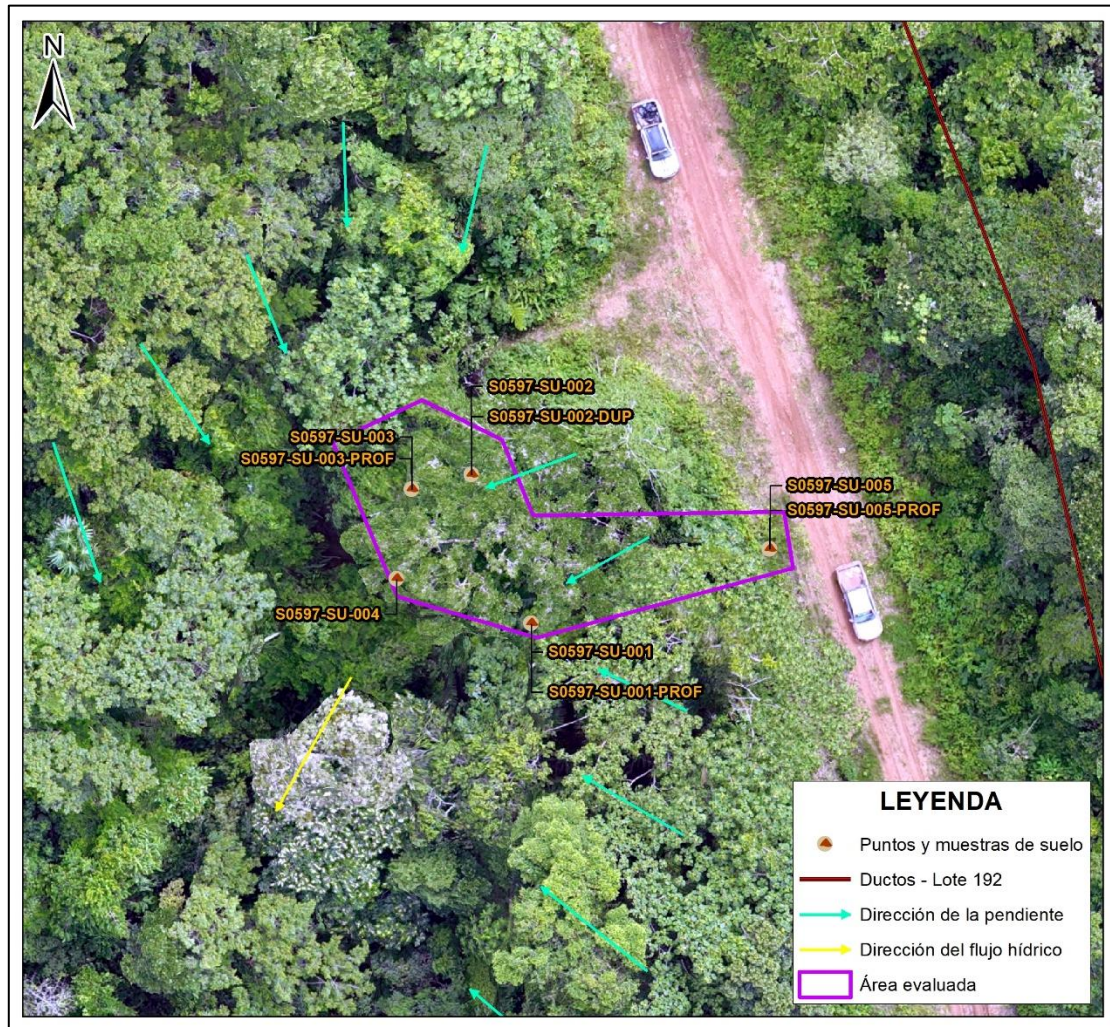 N
S0597-SU-002
S0597-SU-002-DUP
S0597-SU-003
S0597-SU-003-PROF
S0597-SU-005
S0597-SU-005-PROF
S0597-SU-004
S0597-SU-001
S0597-SU-001-PROF
LEYENDA
Puntos y muestras de suelo
Ductos - Lote 192
Dirección de la pendiente
Dirección del flujo hídrico
Área evaluada